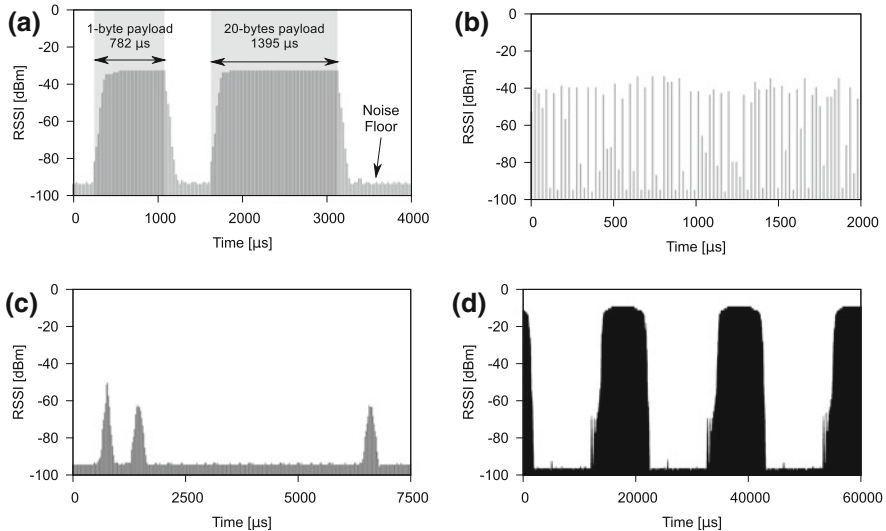 (a)
RSSI [dBm]
0
-20
-40
-60
-80
-100
1-byte payload
782 µs
20-bytes payload
1395 µs
Noise
Floor
0 1000 2000 3000 4000
Time [µs]
(b)
RSSI [dBm]
0
-20
-40
-60
-80
-100
0 500 1000 1500 2000
Time [µs]
(c)
RSSI [dBm]
0
-20
-40
-60
-80
-100
0 2500 5000 7500
Time [µs]
(d)
RSSI [dBm]
0
-20
-40
-60
-80
-100
0 20000 40000 60000
Time [µs]